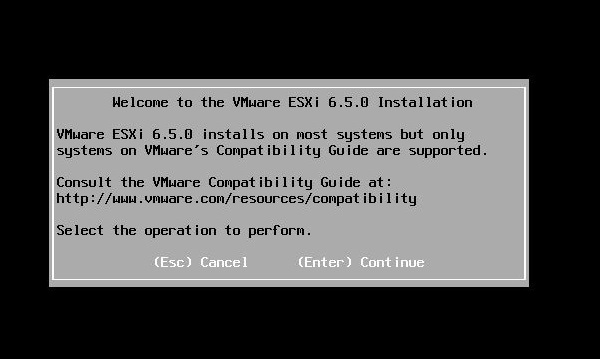 Welcome to the VMware ESXi 6.5.0 Installation
VMware ESXi 6.5.0 installs on most systems but only
systems on VMware's Compatibility Guide are supported.
Consult the VMware Compatibility Guide at:
http://www.vmware.com/resources/compatibility
Select the operation to perform.
(Esc) Cancel (Enter) Continue